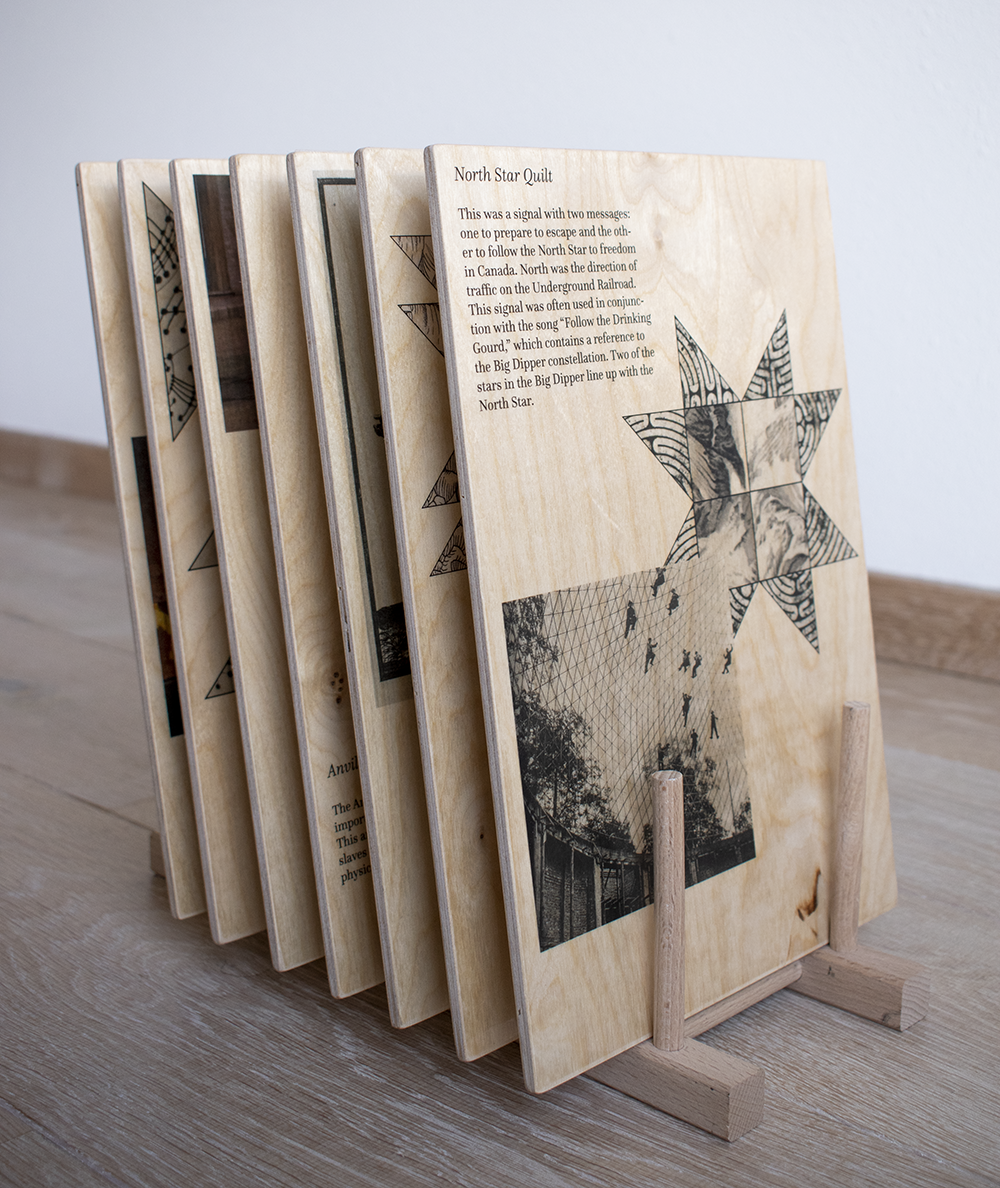 North Star Quilt
This was a signal with two messages:
one to prepare to escape and the oth-
er to follow the North Star to freedom
in Canada. North was the direction of
traffic on the Underground Railroad.
This signal was often used in conjunc-
tion with the song “Follow the Drinking
Gourd,” which contains a reference to
the Big Dipper constellation. Two of the
stars in the Big Dipper line up with the
North Star.
Anvil
The
This
slaves